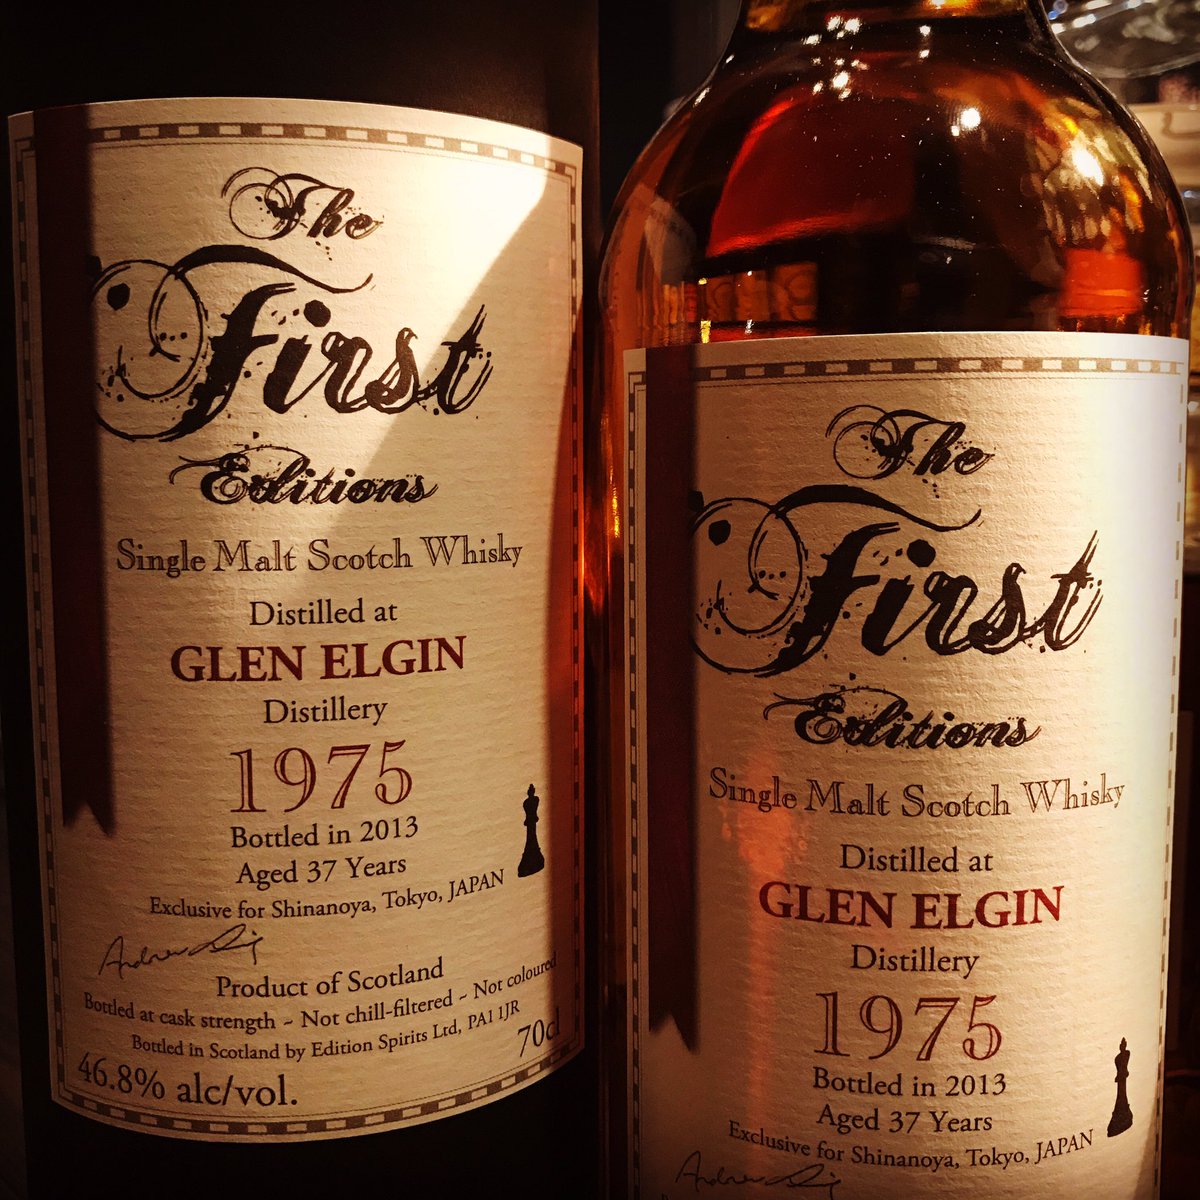 The
First
Editions
Single Malt Scotch Whisky
Distilled at
GLEN ELGIN
Distillery
1975
Bottled in 2013
Aged 37 Years
Exclusive for Shinanoya, Tokyo, JAPAN
Product of Scotland
Bottled at cask strength ~ Not chill-filtered ~ Not coloured
Bottled in Scotland by Edition Spirits Ltd, PA1 1JR
70cl
46.8% alc/vol.
The
First
Editions
Single Malt Scotch Whisky
Distilled at
GLEN ELGIN
Distillery
1975
Bottled in 2013
Aged 37 Years
Exclusive for Shinanoya, Tokyo, JAPAN